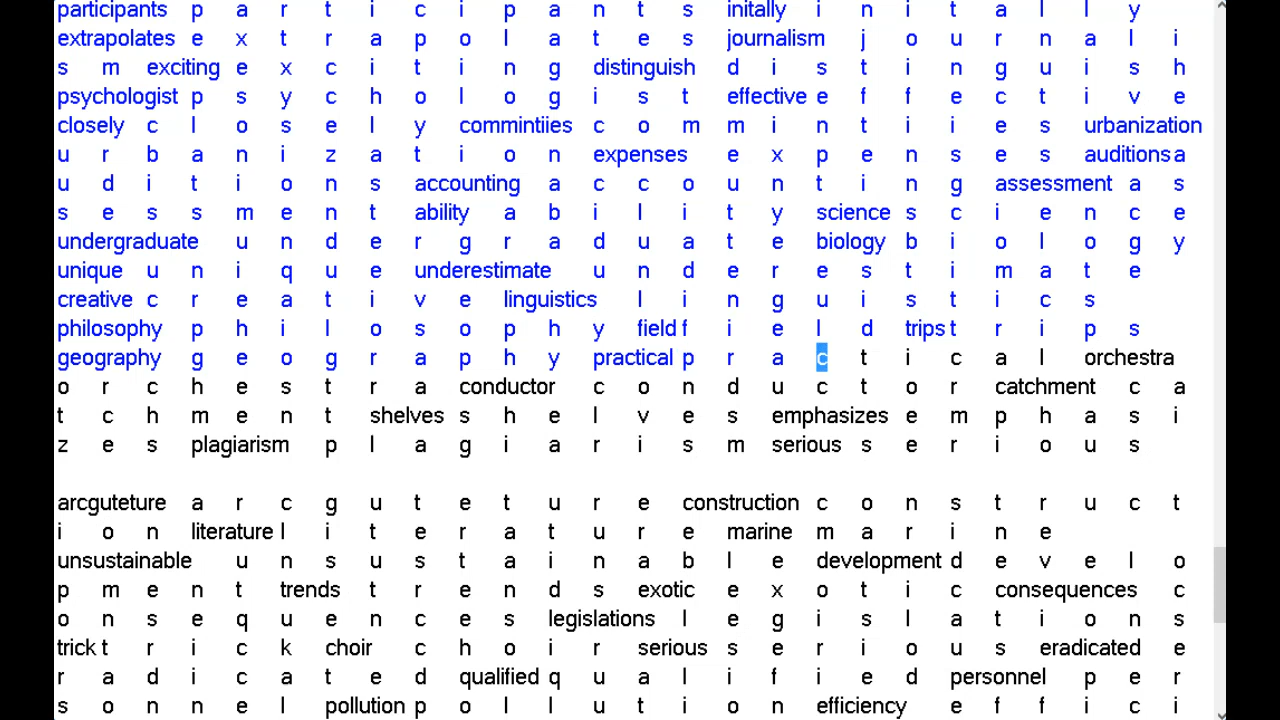 participants p a r t i c i p a n t s initally i n i t a l l y
extrapolates e x t r a p o l a t e s journalism j o u r n a l i
s m exciting e x c i t i n g distinguish d i s t i n g u i s h
psychologist p s y c h o l o g i s t effective e f f e c t i v e
closely c l o s e l y commintiies c o m m i n t i i e s urbanization
u r b a n i z a t i o n expenses e x p e n s e s auditions a
u d i t i o n s accounting a c c o u n t i n g assessment a s
s e s s m e n t ability a b i l i t y science s c i e n c e
undergraduate u n d e r g r a d u a t e biology b i o l o g y
unique u n i q u e underestimate u n d e r e s t i m a t e
creative c r e a t i v e linguistics l i n g u i s t i c s
philosophy p h i l o s o p h y field f i e l d trips t r i p s
geography g e o g r a p h y practical p r a c t i c a l orchestra
o r c h e s t r a conductor c o n d u c t o r catchment c a
t c h m e n t shelves s h e l v e s emphasizes e m p h a s i
z e s plagiarism p l a g i a r i s m serious s e r i o u s
arcguteture a r c g u t e t u r e construction c o n s t r u c t
i o n literature l i t e r a t u r e marine m a r i n e
unsustainable u n s u s t a i n a b l e development d e v e l o
p m e n t trends t r e n d s exotic e x o t i c consequences c
o n s e q u e n c e s legislations l e g i s l a t i o n s
trick t r i c k choir c h o i r serious s e r i o u s eradicated e
r a d i c a t e d qualified q u a l i f i e d personnel p e r
s o n n e l pollution p o l l u t i o n efficiency e f f i c i